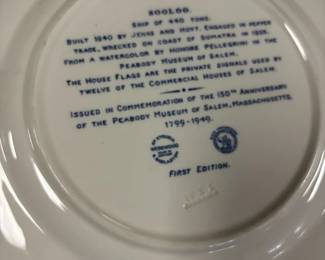 KOOLOO.
SHIP OF 440 TONS.
BUILT 1840 BY JENKS AND HOYT. ENGAGED IN PEPPER
TRADE, WRECKED ON COAST OF SUMATRA IN
FROM A WATERCOLOR BY HONORE PELLEGRINI IN THE
PEABODY MUSEUM OF SALEM.
THE HOUSE FLAGS ARE THE PRIVATE SIGNALS USED BY
TWELVE OF THE COMMERCIAL HOUSES OF SALEM.
ISSUED IN COMMEMORATION OF THE 150TH ANNIVERSARY
OF THE PEABODY MUSEUM OF SALEM, MASSACHUSETTS.
1799-1949.
WEDGWOOD
FIRST EDITION.